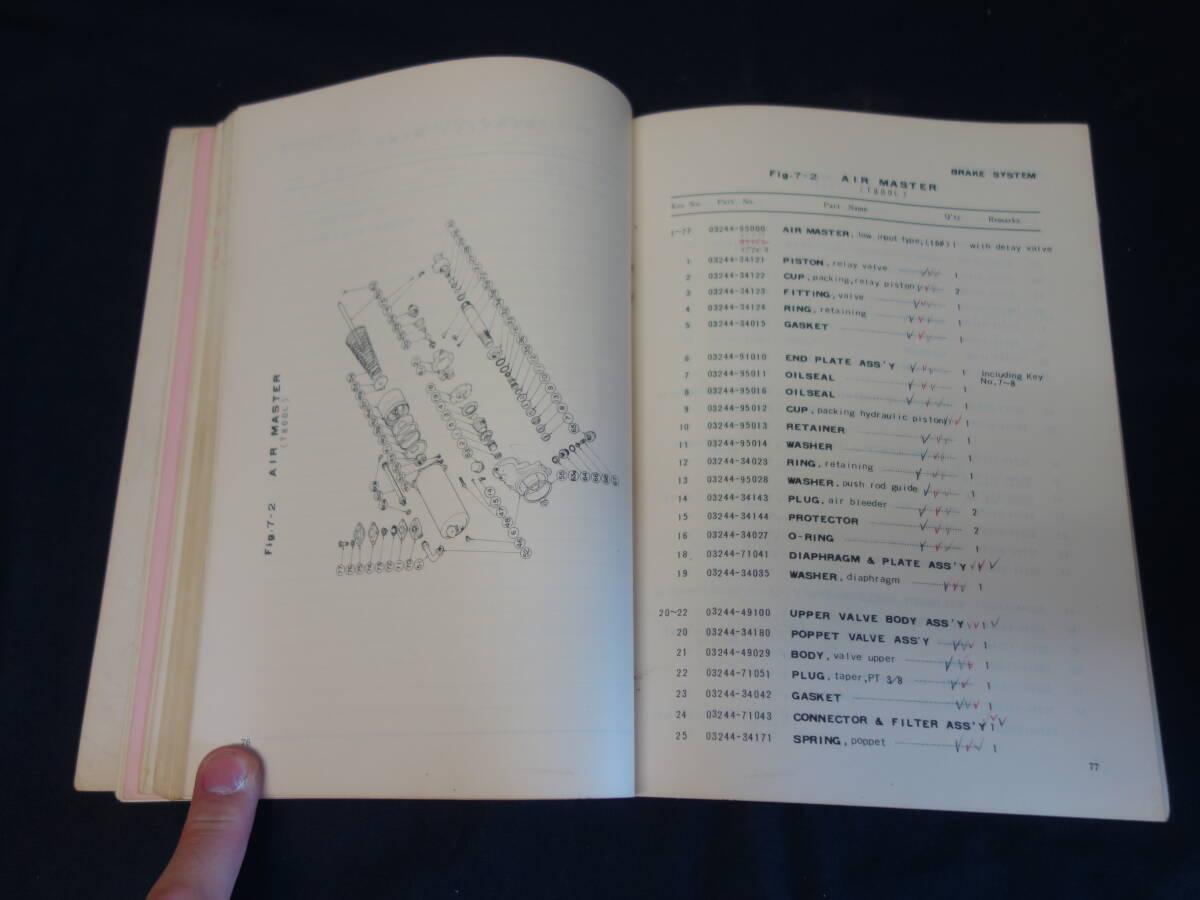 Fig.7-2 AIR MASTER
(T800L)
76
BRAKE SYSTEM
Fig.7-2 AIR MASTER
(T800L)
Key No. Part No. Part Name Q'ty Remarks
1~77 03244-95000 AIR MASTER, low input type, (16#) 1 with delay valve
1 03244-34121 PISTON, relay valve 1
2 03244-34122 CUP, packing, relay piston 2
3 03244-34123 FITTING, valve 1
4 03244-34124 RING, retaining 1
5 03244-34015 GASKET 1
6 03244-91010 END PLATE ASS'Y 1 Including Key
No,7~8
7 03244-95011 OILSEAL 1
8 03244-95016 OILSEAL 1
9 03244-95012 CUP, packing hydraulic piston 1
10 03244-95013 RETAINER 1
11 03244-95014 WASHER 1
12 03244-34023 RING, retaining 1
13 03244-95028 WASHER, push rod guide 1
14 03244-34143 PLUG, air bleeder 2
15 03244-34144 PROTECTOR 2
16 03244-34027 O-RING 1
18 03244-71041 DIAPHRAGM & PLATE ASS'Y 1
19 03244-34035 WASHER, diaphragm 1
20~22 03244-49100 UPPER VALVE BODY ASS'Y 1
20 03244-34180 POPPET VALVE ASS'Y 1
21 03244-49029 BODY, valve upper 1
22 03244-71051 PLUG, taper, PT 3/8 1
23 03244-34042 GASKET 1
24 03244-71043 CONNECTOR & FILTER ASS'Y 1
25 03244-34171 SPRING, poppet 1
77